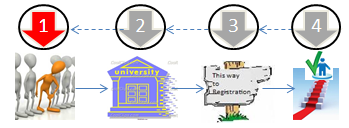 1 2 3 4
university
This way
to
Registration